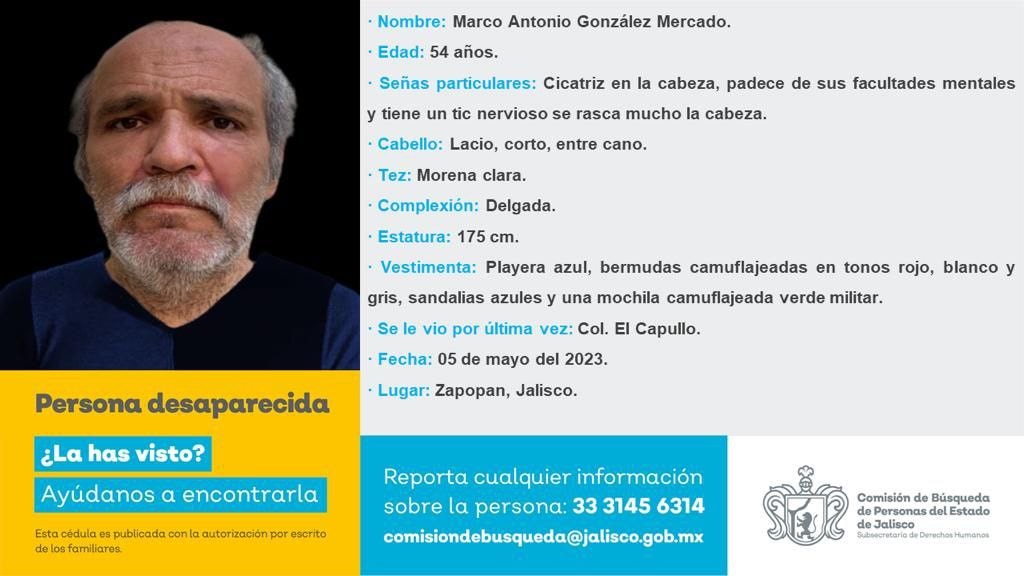 · Nombre: Marco Antonio González Mercado.
· Edad: 54 años.
· Señas particulares: Cicatriz en la cabeza, padece de sus facultades mentales
y tiene un tic nervioso se rasca mucho la cabeza.
· Cabello: Lacio, corto, entre cano.
· Tez: Morena clara.
· Complexión: Delgada.
· Estatura: 175 cm.
· Vestimenta: Playera azul, bermudas camuflajeadas en tonos rojo, blanco y
gris, sandalias azules y una mochila camuflajeada verde militar.
· Se le vio por última vez: Col. El Capullo.
· Fecha: 05 de mayo del 2023.
· Lugar: Zapopan, Jalisco.
Persona desaparecida
¿La has visto?
Ayúdanos a encontrarla
Esta cédula es publicada con la autorización por escrito
de los familiares.
Reporta cualquier información
sobre la persona: 33 3145 6314
comisiondebusqueda@jalisco.gob.mx
Comisión de Búsqueda
de Personas del Estado
de Jalisco
Subsecretaría de Derechos Humanos